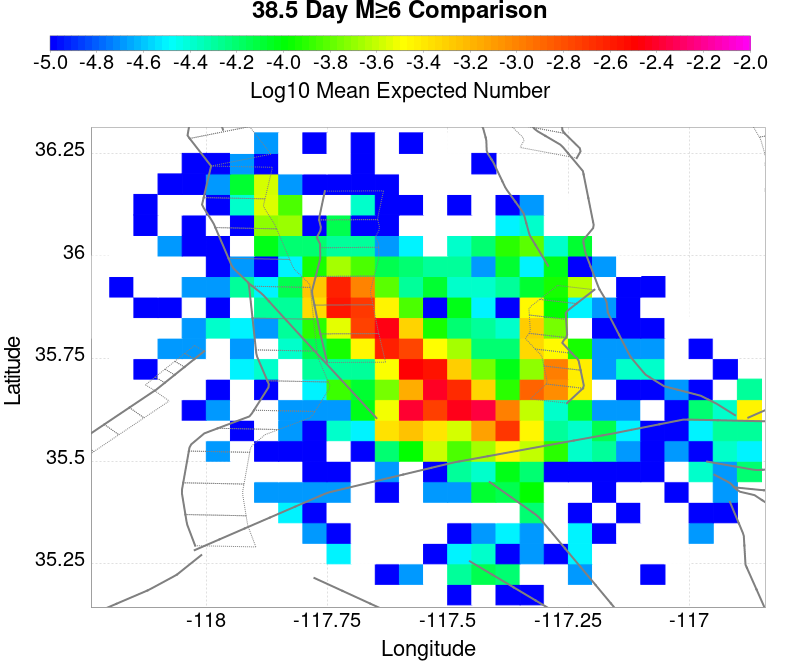 38.5 Day M≥6 Comparison
-5.0 -4.8 -4.6 -4.4 -4.2 -4.0 -3.8 -3.6 -3.4 -3.2 -3.0 -2.8 -2.6 -2.4 -2.2 -2.0
Log10 Mean Expected Number
36.25
36
35.75
35.5
35.25
Latitude
-118 -117.75 -117.5 -117.25 -117
Longitude